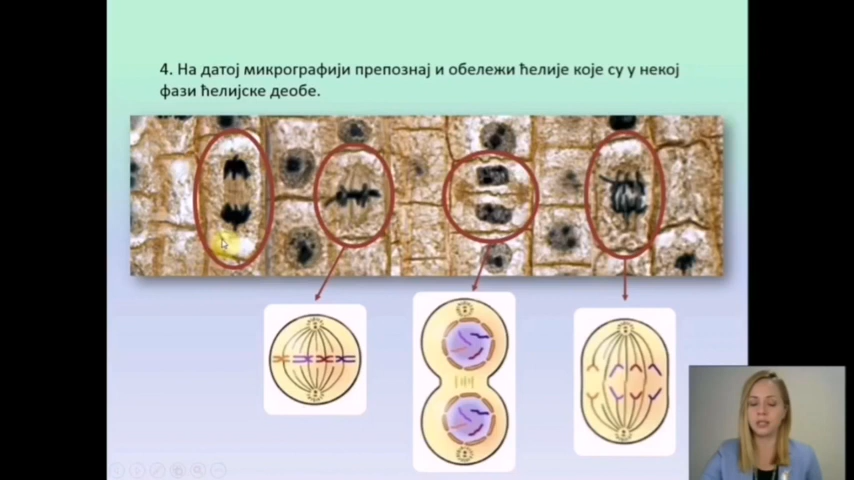 4. На датој микрографији препознај и обележи ћелије које су у некој
фази ћелијске деобе.